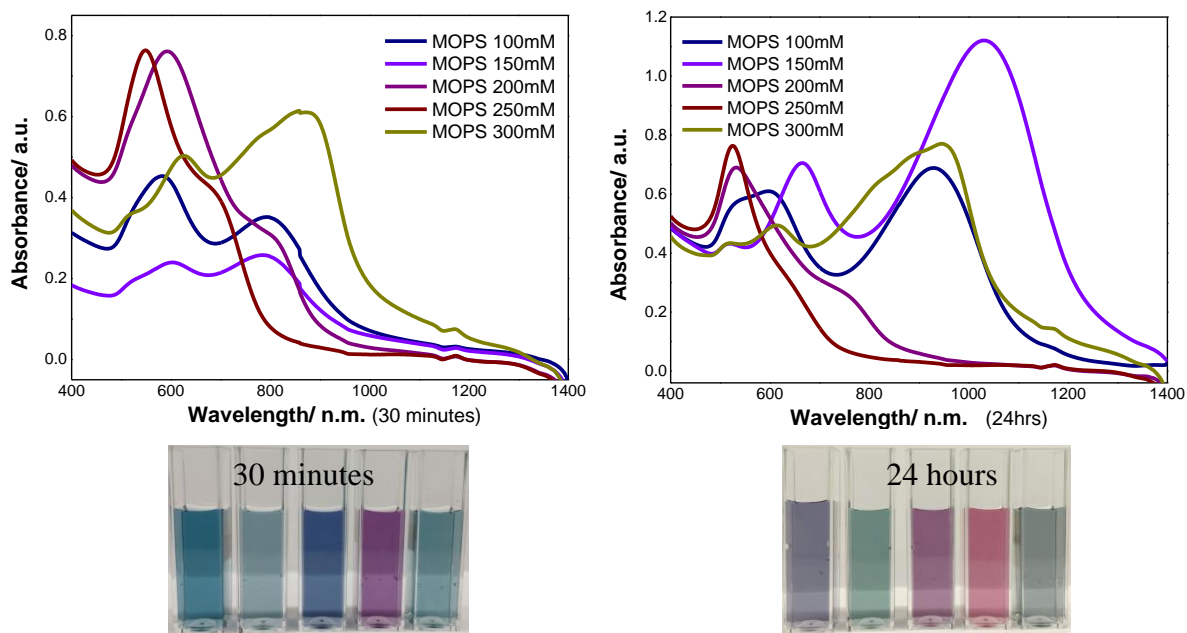 0.8
0.6
0.4
0.2
0.0
Absorbance/ a.u.
MOPS 100mM
MOPS 150mM
MOPS 200mM
MOPS 250mM
MOPS 300mM
400 600 800 1000 1200 1400
Wavelength/ n.m. (30 minutes)
1.2
1.0
0.8
0.6
0.4
0.2
0.0
Absorbance/ a.u.
MOPS 100mM
MOPS 150mM
MOPS 200mM
MOPS 250mM
MOPS 300mM
400 600 800 1000 1200 1400
Wavelength/ n.m. (24hrs)
30 minutes
24 hours